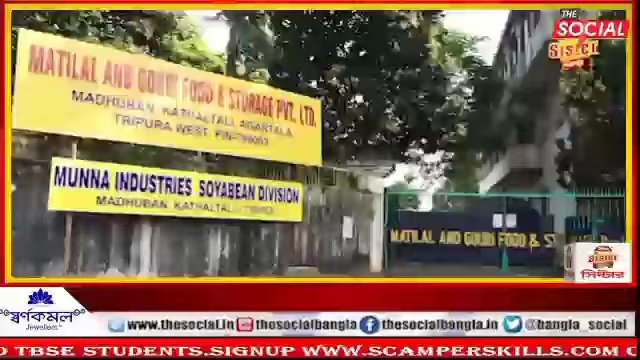 THE
SOCIAL
SISTER
MATILAL AND GOURI FOOD & STORAGE PVT. LTD.
MADHUBAN, KATHALTALI, AGARTALA,
TRIPURA WEST, PIN-799003
MUNNA INDUSTRIES SOYABEAN DIVISION
MADHUBAN KATHALTALI
MATILAL AND GOURI FOOD &
সিস্টার
স্বর্ণকমল
Jewellers
www.thesocial.in
thesocialbangla
thesocialbangla.in
@bangla_social
TBSE STUDENTS.SIGNUP WWW.SCAMPERSKILLS.COM